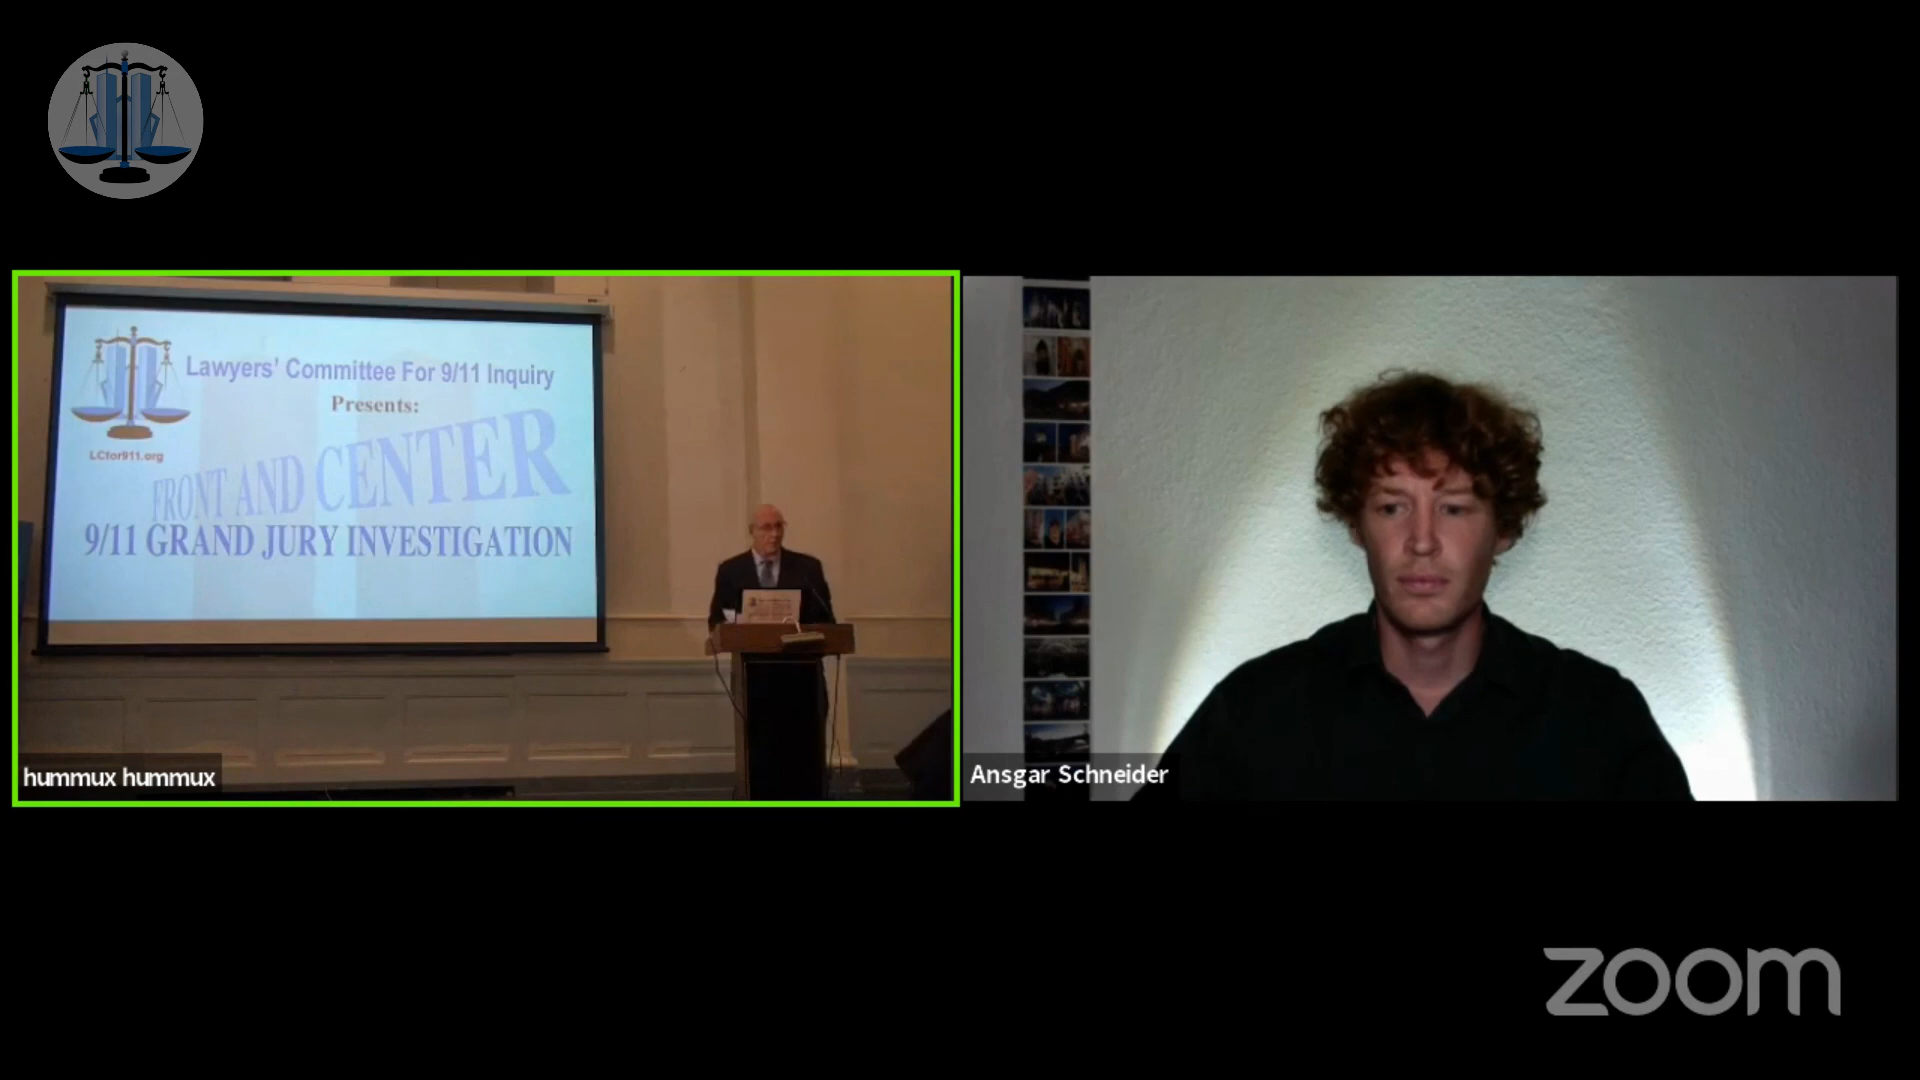 Lawyers' Committee For 9/11 Inquiry
Presents:
LCfor911.org
FRONT AND CENTER
9/11 GRAND JURY INVESTIGATION
hummux hummux
Ansgar Schneider
zoom